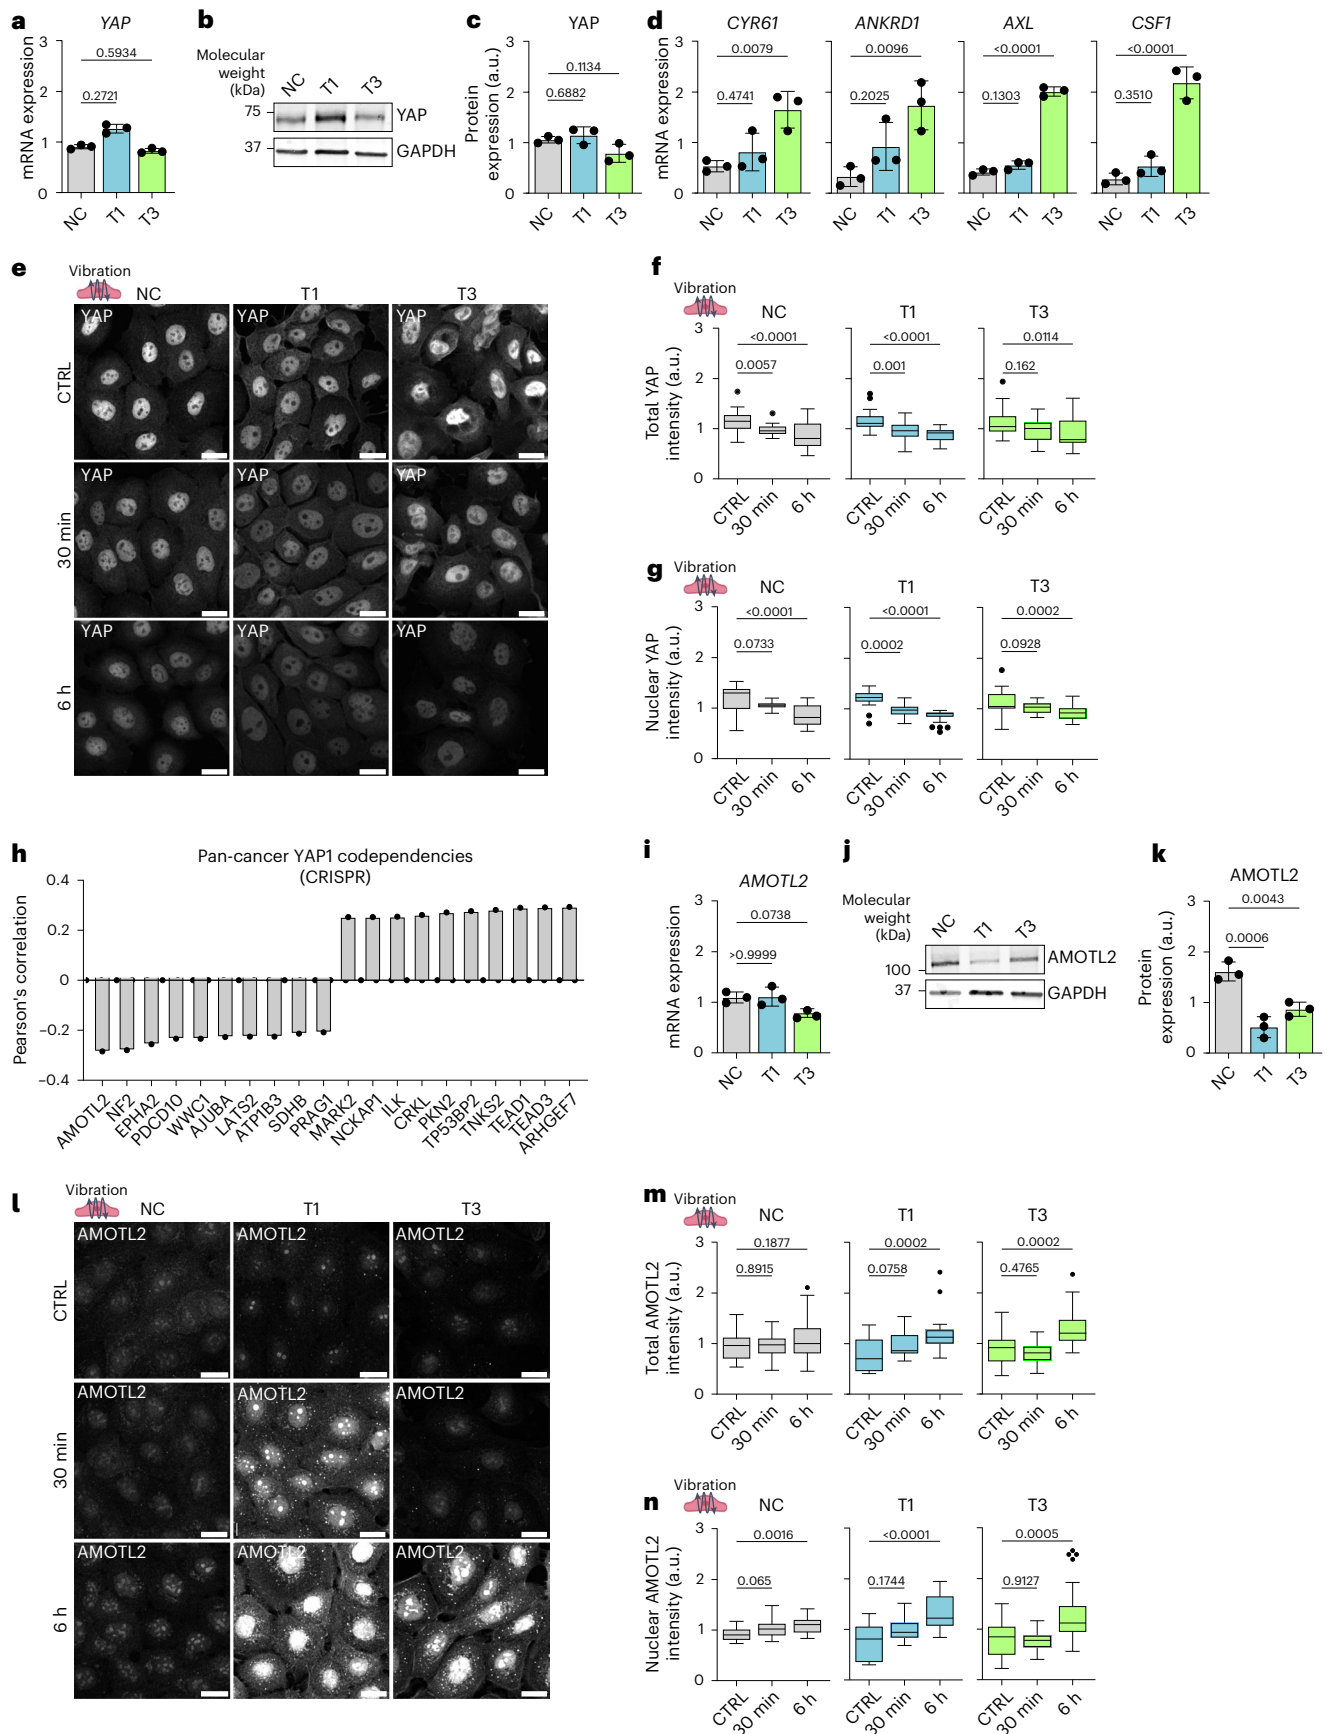 a
YAP
mRNA expression
3
2
1
0
0.5934
0.2721
NC
T1
T3
b
Molecular
weight
(kDa)
NC
T1
T3
75
37
YAP
GAPDH
c
YAP
Protein
expression (a.u.)
3
2
1
0
0.1134
0.6882
NC
T1
T3
d
mRNA expression
3
2
1
0
CYR61
0.0079
0.4741
NC
T1
T3
ANKRD1
0.0096
0.2025
NC
T1
T3
AXL
<0.0001
0.1303
NC
T1
T3
CSF1
<0.0001
0.3510
NC
T1
T3
e
Vibration
NC
T1
T3
CTRL
YAP
YAP
YAP
30 min
YAP
YAP
YAP
6 h
YAP
YAP
YAP
f
Vibration
NC
T1
T3
Total YAP
intensity (a.u.)
3
2
1
0
<0.0001
0.0057
<0.0001
0.001
0.0114
0.162
CTRL
30 min
6 h
CTRL
30 min
6 h
CTRL
30 min
6 h
g
Vibration
NC
T1
T3
Nuclear YAP
intensity (a.u.)
3
2
1
0
<0.0001
0.0733
<0.0001
0.0002
0.0002
0.0928
CTRL
30 min
6 h
CTRL
30 min
6 h
CTRL
30 min
6 h
h
Pan-cancer YAP1 codependencies
(CRISPR)
Pearson's correlation
0.4
0.2
0
–0.2
–0.4
AMOTL2
NF2
EPHA2
PDCD10
WWC1
AJUBA
LATS2
ATP1B3
SDHB
PRAG1
MARK2
NCKAP1
ILK
CRKL
PKN2
TP53BP2
TNKS2
TEAD1
TEAD3
ARHGEF7
i
AMOTL2
mRNA expression
3
2
1
0
0.0738
>0.9999
NC
T1
T3
j
Molecular
weight
(kDa)
NC
T1
T3
100
37
AMOTL2
GAPDH
k
AMOTL2
Protein
expression (a.u.)
3
2
1
0
0.0043
0.0006
NC
T1
T3
l
Vibration
NC
T1
T3
CTRL
AMOTL2
AMOTL2
AMOTL2
30 min
AMOTL2
AMOTL2
AMOTL2
6 h
AMOTL2
AMOTL2
AMOTL2
m
Vibration
NC
T1
T3
Total AMOTL2
intensity (a.u.)
3
2
1
0
0.1877
0.8915
0.0002
0.0758
0.0002
0.4765
CTRL
30 min
6 h
CTRL
30 min
6 h
CTRL
30 min
6 h
n
Vibration
NC
T1
T3
Nuclear AMOTL2
intensity (a.u.)
3
2
1
0
0.0016
0.065
<0.0001
0.1744
0.0005
0.9127
CTRL
30 min
6 h
CTRL
30 min
6 h
CTRL
30 min
6 h